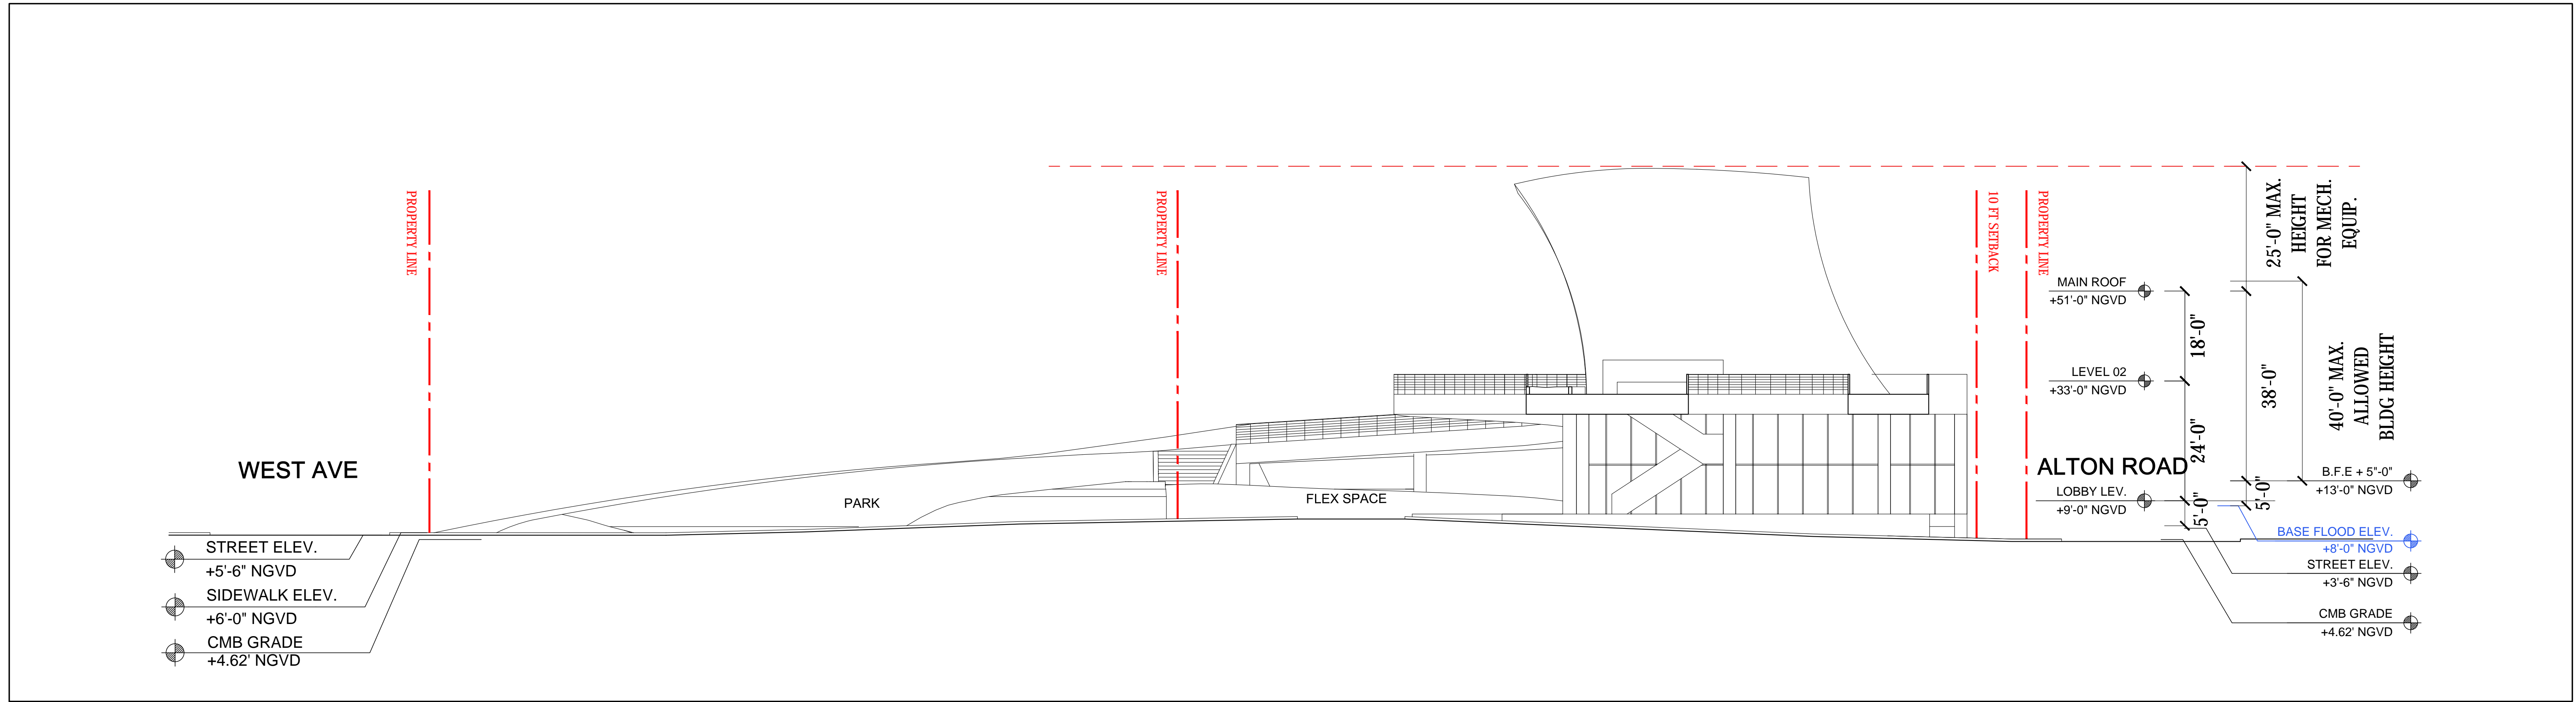 PROPERTY LINE
PROPERTY LINE
10 FT SETBACK
PROPERTY LINE
25'-0" MAX.
HEIGHT
FOR MECH.
EQUIP.
MAIN ROOF
+51'-0" NGVD
18'-0"
LEVEL 02
+33'-0" NGVD
38'-0"
40'-0" MAX.
ALLOWED
BLDG HEIGHT
24'-0"
WEST AVE
PARK
FLEX SPACE
ALTON ROAD
LOBBY LEV.
+9'-0" NGVD
5'-0"
5'-0"
B.F.E + 5"-0"
+13'-0" NGVD
BASE FLOOD ELEV.
+8'-0" NGVD
STREET ELEV.
+3'-6" NGVD
CMB GRADE
+4.62' NGVD
STREET ELEV.
+5'-6" NGVD
SIDEWALK ELEV.
+6'-0" NGVD
CMB GRADE
+4.62' NGVD